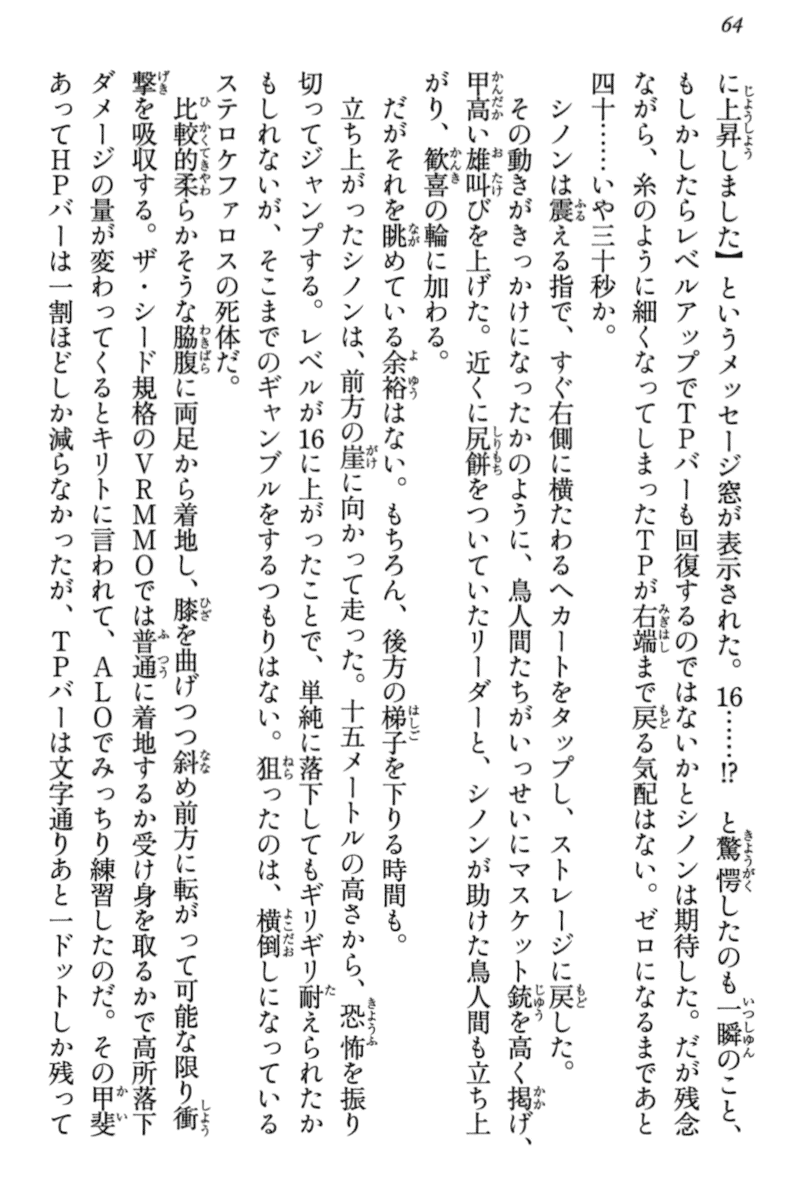 64
に上昇しました】というメッセージ窓が表示された。16……!?　と驚愕したのも一瞬のこと、
もしかしたらレベルアップでTPバーも回復するのではないかとシノンは期待した。だが残念
ながら、糸のように細くなってしまったTPが右端まで戻る気配はない。ゼロになるまであと
四十……いや三十秒か。
　シノンは震える指で、すぐ右側に横たわるヘカートをタップし、ストレージに戻した。
　その動きがきっかけになったかのように、鳥人間たちがいっせいにマスケット銃を高く掲げ、
甲高い雄叫びを上げた。近くに尻餅をついていたリーダーと、シノンが助けた鳥人間も立ち上
がり、歓喜の輪に加わる。
　だがそれを眺めている余裕はない。もちろん、後方の梯子を下りる時間も。
　立ち上がったシノンは、前方の崖に向かって走った。十五メートルの高さから、恐怖を振り
切ってジャンプする。レベルが16に上がったことで、単純に落下してもギリギリ耐えられたか
もしれないが、そこまでのギャンブルをするつもりはない。狙ったのは、横倒しになっている
ステロケファロスの死体だ。
　比較的柔らかそうな脇腹に両足から着地し、膝を曲げつつ斜め前方に転がって可能な限り衝
撃を吸収する。ザ・シード規格のVRMMOでは普通に着地するか受け身を取るかで高所落下
ダメージの量が変わってくるとキリトに言われて、ALOでみっちり練習したのだ。その甲斐
あってHPバーは一割ほどしか減らなかったが、TPバーは文字通りあと一ドットしか残って